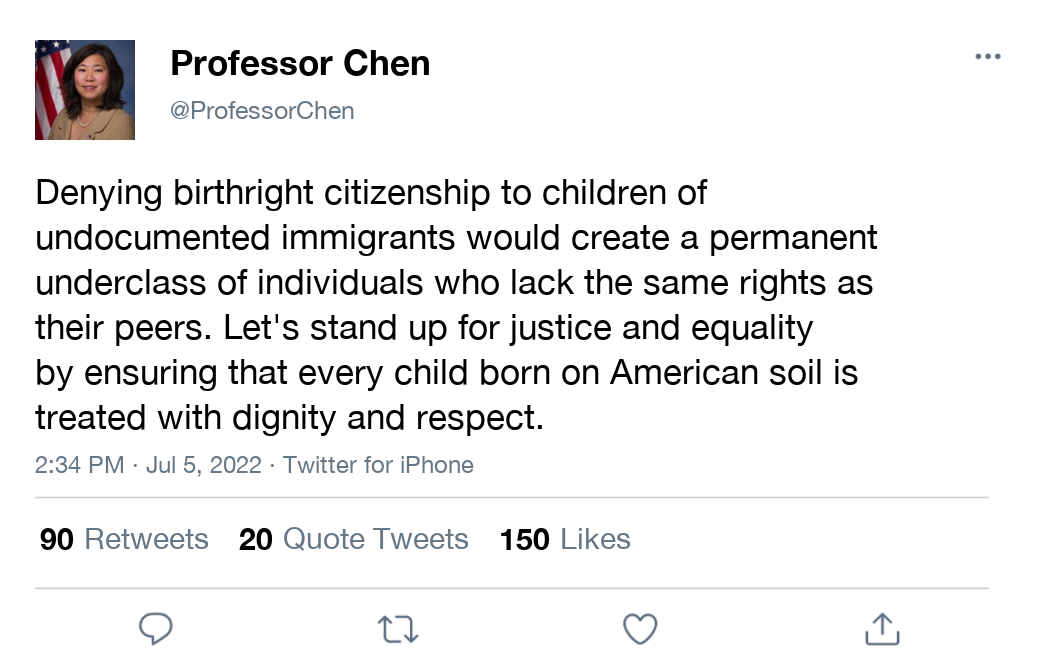 Professor Chen
@ProfessorChen
Denying birthright citizenship to children of
undocumented immigrants would create a permanent
underclass of individuals who lack the same rights as
their peers. Let's stand up for justice and equality
by ensuring that every child born on American soil is
treated with dignity and respect.
2:34 PM · Jul 5, 2022 · Twitter for iPhone
90 Retweets 20 Quote Tweets 150 Likes